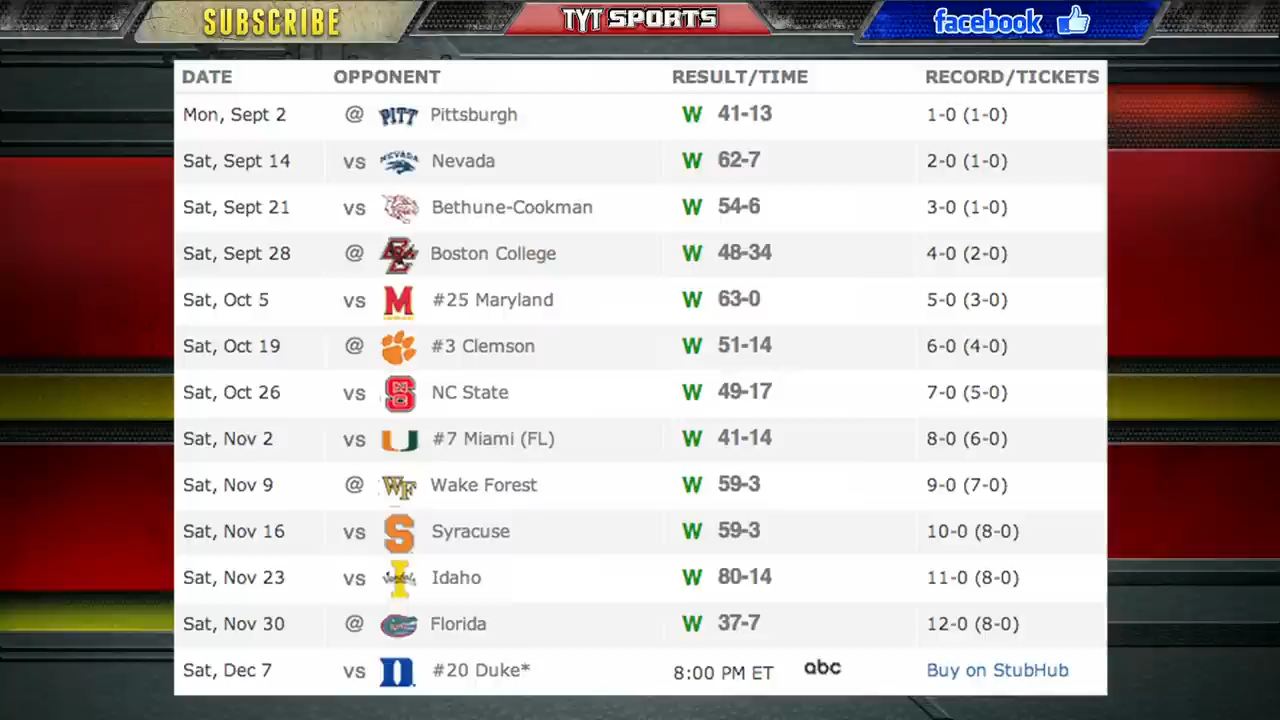 SUBSCRIBE TYT SPORTS facebook
DATE OPPONENT RESULT/TIME RECORD/TICKETS
Mon, Sept 2 @ PITT Pittsburgh W 41-13 1-0 (1-0)
Sat, Sept 14 vs NEVADA Nevada W 62-7 2-0 (1-0)
Sat, Sept 21 vs Bethune-Cookman W 54-6 3-0 (1-0)
Sat, Sept 28 @ BC Boston College W 48-34 4-0 (2-0)
Sat, Oct 5 vs M #25 Maryland W 63-0 5-0 (3-0)
Sat, Oct 19 @ #3 Clemson W 51-14 6-0 (4-0)
Sat, Oct 26 vs NCS NC State W 49-17 7-0 (5-0)
Sat, Nov 2 vs U #7 Miami (FL) W 41-14 8-0 (6-0)
Sat, Nov 9 @ WF Wake Forest W 59-3 9-0 (7-0)
Sat, Nov 16 vs S Syracuse W 59-3 10-0 (8-0)
Sat, Nov 23 vs I Idaho W 80-14 11-0 (8-0)
Sat, Nov 30 @ Florida W 37-7 12-0 (8-0)
Sat, Dec 7 vs D #20 Duke* 8:00 PM ET abc Buy on StubHub